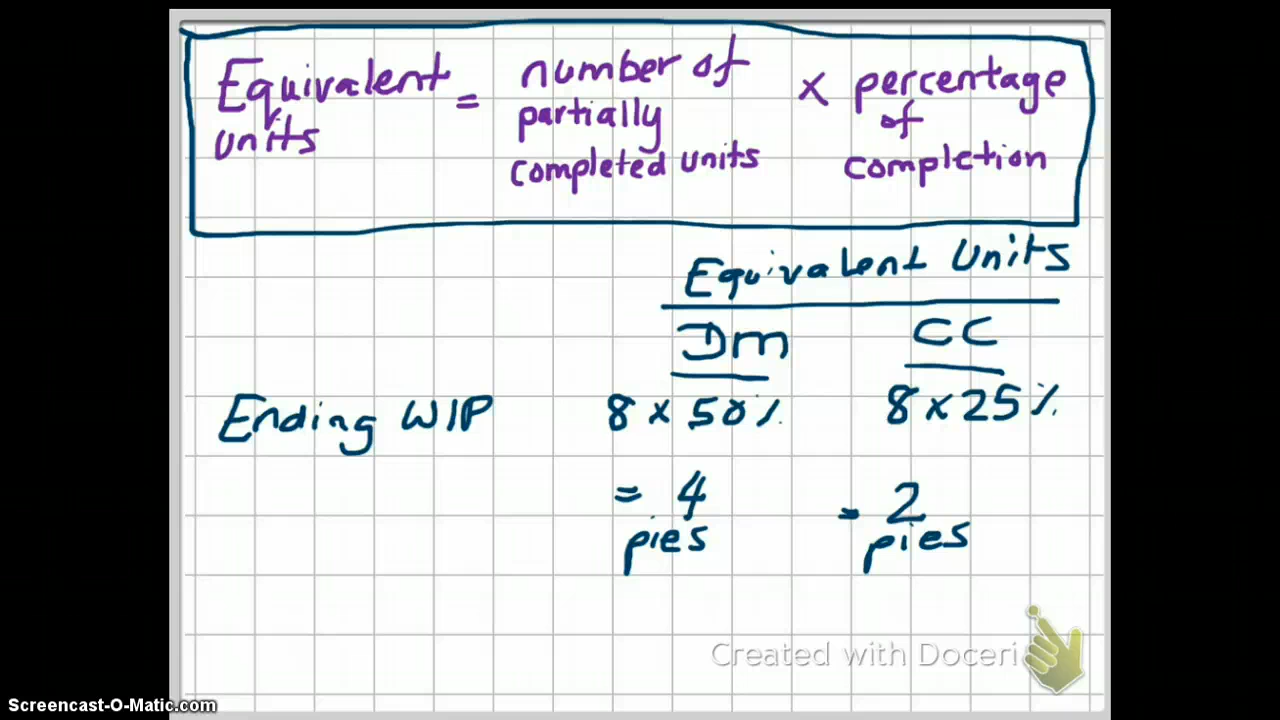 Equivalent units = number of partially completed units x percentage of completion
Equivalent Units
DM CC
Ending WIP 8 x 50% 8 x 25%
= 4 pies = 2 pies
Created with Doceri
Screencast-O-Matic.com